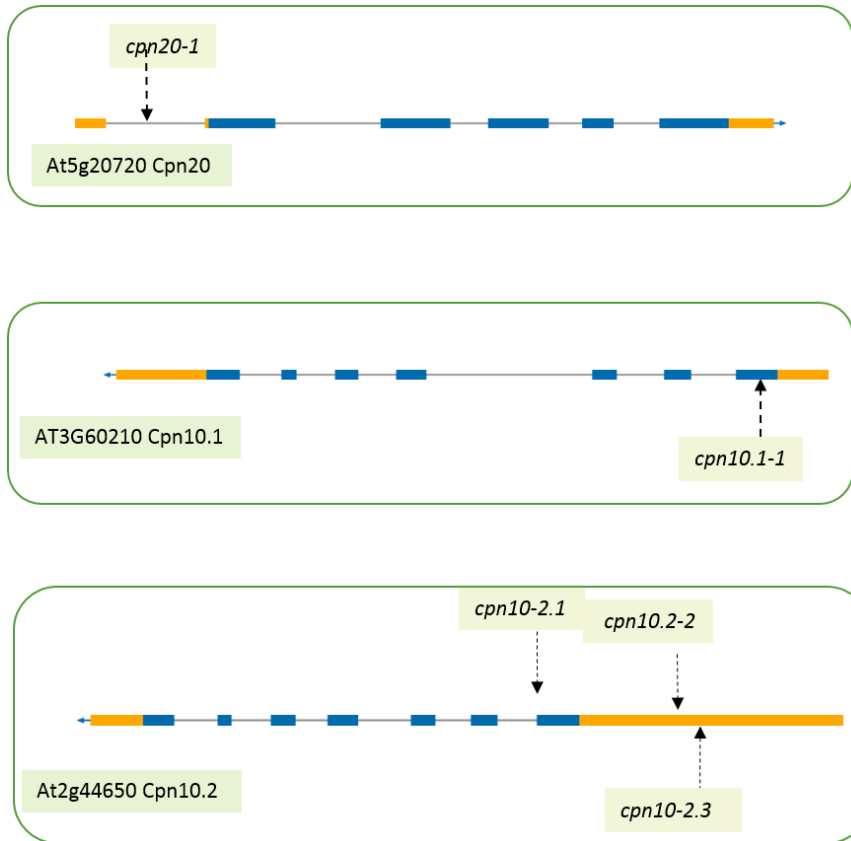 cpn20-1
At5g20720 Cpn20
AT3G60210 Cpn10.1
cpn10.1-1
cpn10-2.1
cpn10.2-2
At2g44650 Cpn10.2
cpn10-2.3